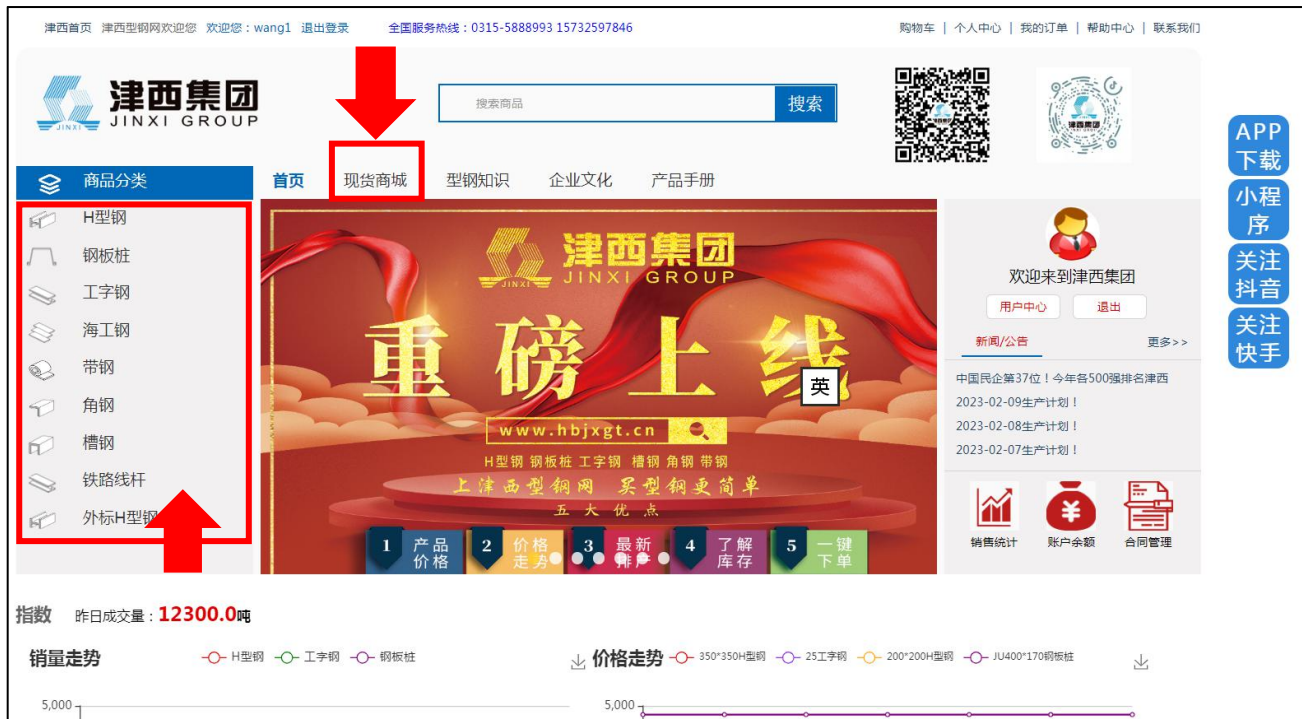 津西首页 津西型钢网欢迎您 欢迎您：wang1 退出登录 全国服务热线：0315-5888993 15732597846 购物车 | 个人中心 | 我的订单 | 帮助中心 | 联系我们
JINXI
津西集团
JINXI GROUP
搜索商品 搜索
津西集团
APP下载
小程序
关注抖音
关注快手
商品分类 首页 现货商城 型钢知识 企业文化 产品手册
H型钢
钢板桩
工字钢
海工钢
带钢
角钢
槽钢
铁路线杆
外标H型钢
JINXI
津西集团
JINXI GROUP
重磅上线
英
www.hbjxgt.cn
H型钢 钢板桩 工字钢 槽钢 角钢 带钢
上津西型钢网 买型钢更简单
五大优点
1 产品价格 2 价格走势 3 最新排产 4 了解库存 5 一键下单
欢迎来到津西集团
用户中心 退出
新闻/公告 更多>>
中国民企第37位！今年各500强排名津西
2023-02-09生产计划！
2023-02-08生产计划！
2023-02-07生产计划！
销售统计 账户余额 合同管理
指数 昨日成交量：12300.0吨
销量走势 H型钢 工字钢 钢板桩
价格走势 350*350H型钢 25工字钢 200*200H型钢 JU400*170钢板桩
5,000
5,000